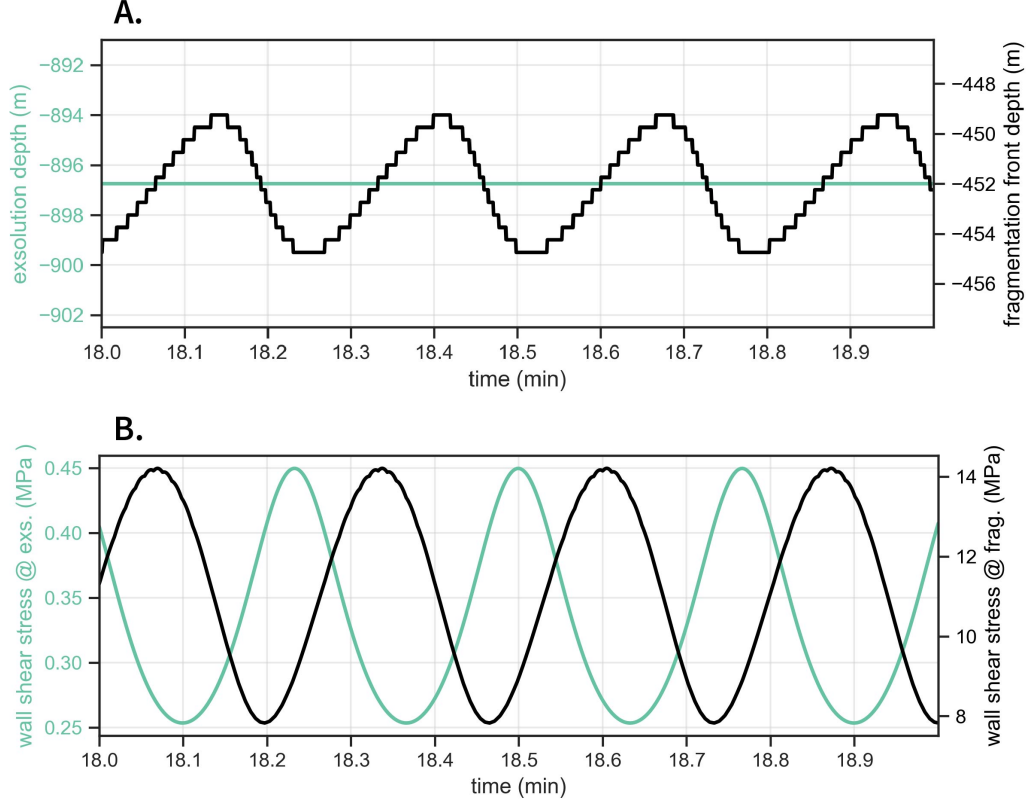 A.
exsolution depth (m)
−892
−894
−896
−898
−900
−902
−448
−450
−452
−454
−456
fragmentation front depth (m)
18.0 18.1 18.2 18.3 18.4 18.5 18.6 18.7 18.8 18.9
time (min)
B.
wall shear stress @ exs. (MPa )
0.45
0.40
0.35
0.30
0.25
14
12
10
8
wall shear stress @ frag. (MPa)
18.0 18.1 18.2 18.3 18.4 18.5 18.6 18.7 18.8 18.9
time (min)